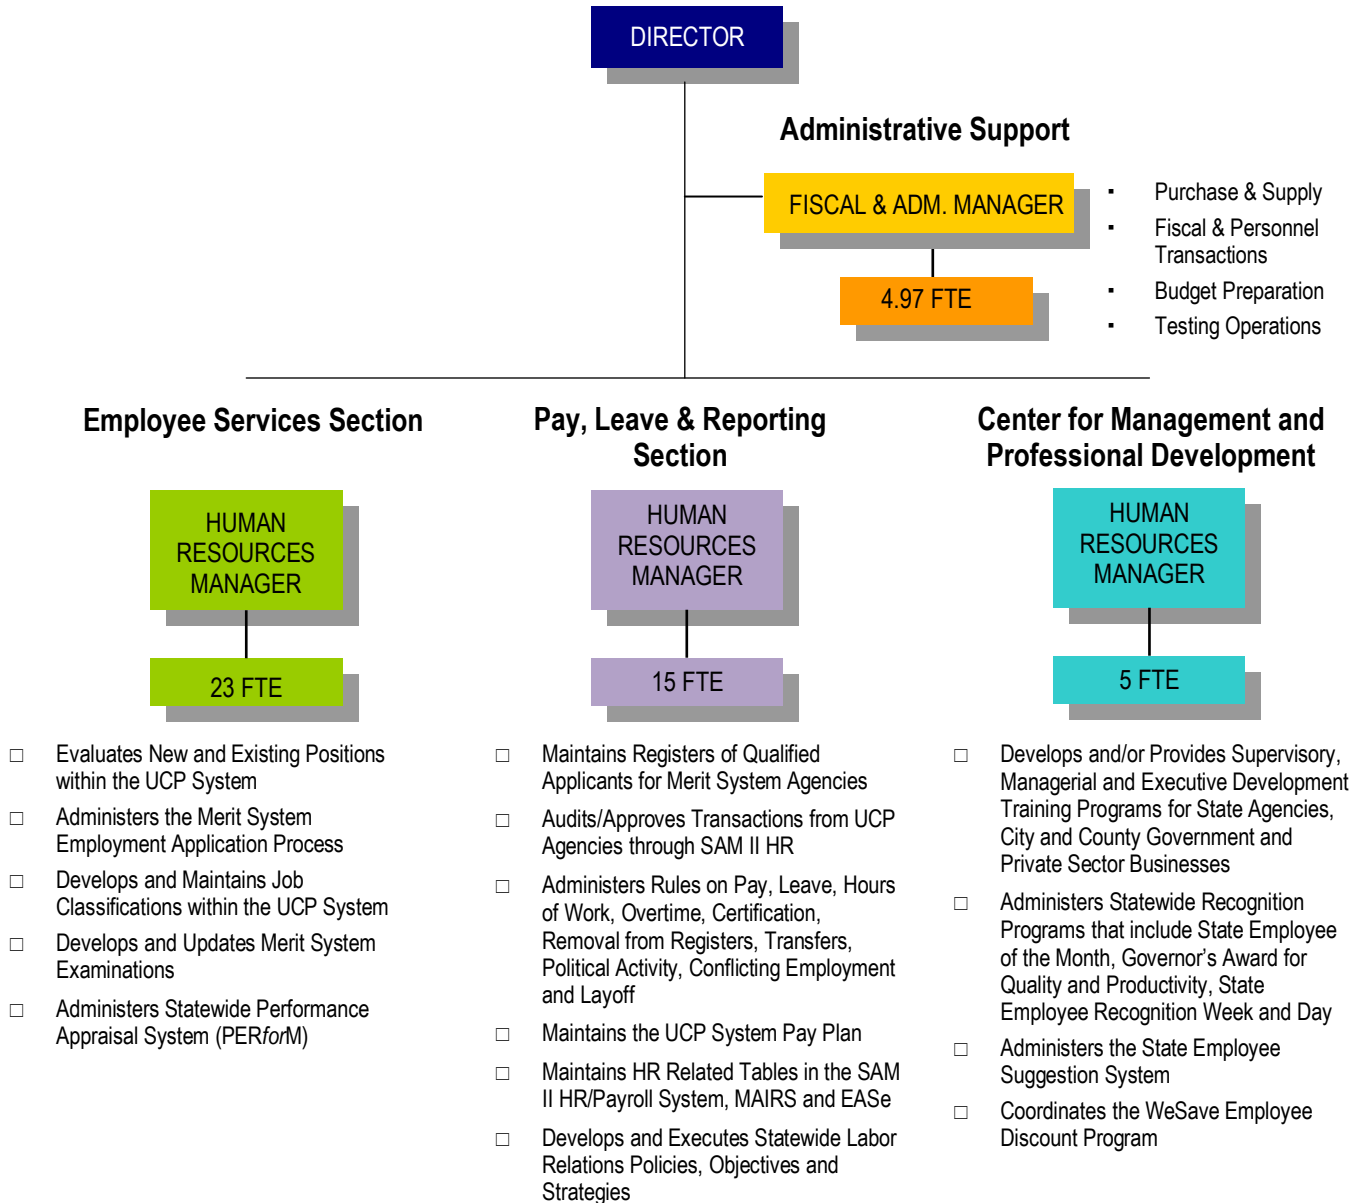 DIRECTOR
Administrative Support
FISCAL & ADM. MANAGER
4.97 FTE
▪ Purchase & Supply
▪ Fiscal & Personnel
Transactions
▪ Budget Preparation
▪ Testing Operations
Employee Services Section
HUMAN
RESOURCES
MANAGER
23 FTE
□ Evaluates New and Existing Positions
within the UCP System
□ Administers the Merit System
Employment Application Process
□ Develops and Maintains Job
Classifications within the UCP System
□ Develops and Updates Merit System
Examinations
□ Administers Statewide Performance
Appraisal System (PERforM)
Pay, Leave & Reporting
Section
HUMAN
RESOURCES
MANAGER
15 FTE
□ Maintains Registers of Qualified
Applicants for Merit System Agencies
□ Audits/Approves Transactions from UCP
Agencies through SAM II HR
□ Administers Rules on Pay, Leave, Hours
of Work, Overtime, Certification,
Removal from Registers, Transfers,
Political Activity, Conflicting Employment
and Layoff
□ Maintains the UCP System Pay Plan
□ Maintains HR Related Tables in the SAM
II HR/Payroll System, MAIRS and EASe
□ Develops and Executes Statewide Labor
Relations Policies, Objectives and
Strategies
Center for Management and
Professional Development
HUMAN
RESOURCES
MANAGER
5 FTE
□ Develops and/or Provides Supervisory,
Managerial and Executive Development
Training Programs for State Agencies,
City and County Government and
Private Sector Businesses
□ Administers Statewide Recognition
Programs that include State Employee
of the Month, Governor’s Award for
Quality and Productivity, State
Employee Recognition Week and Day
□ Administers the State Employee
Suggestion System
□ Coordinates the WeSave Employee
Discount Program